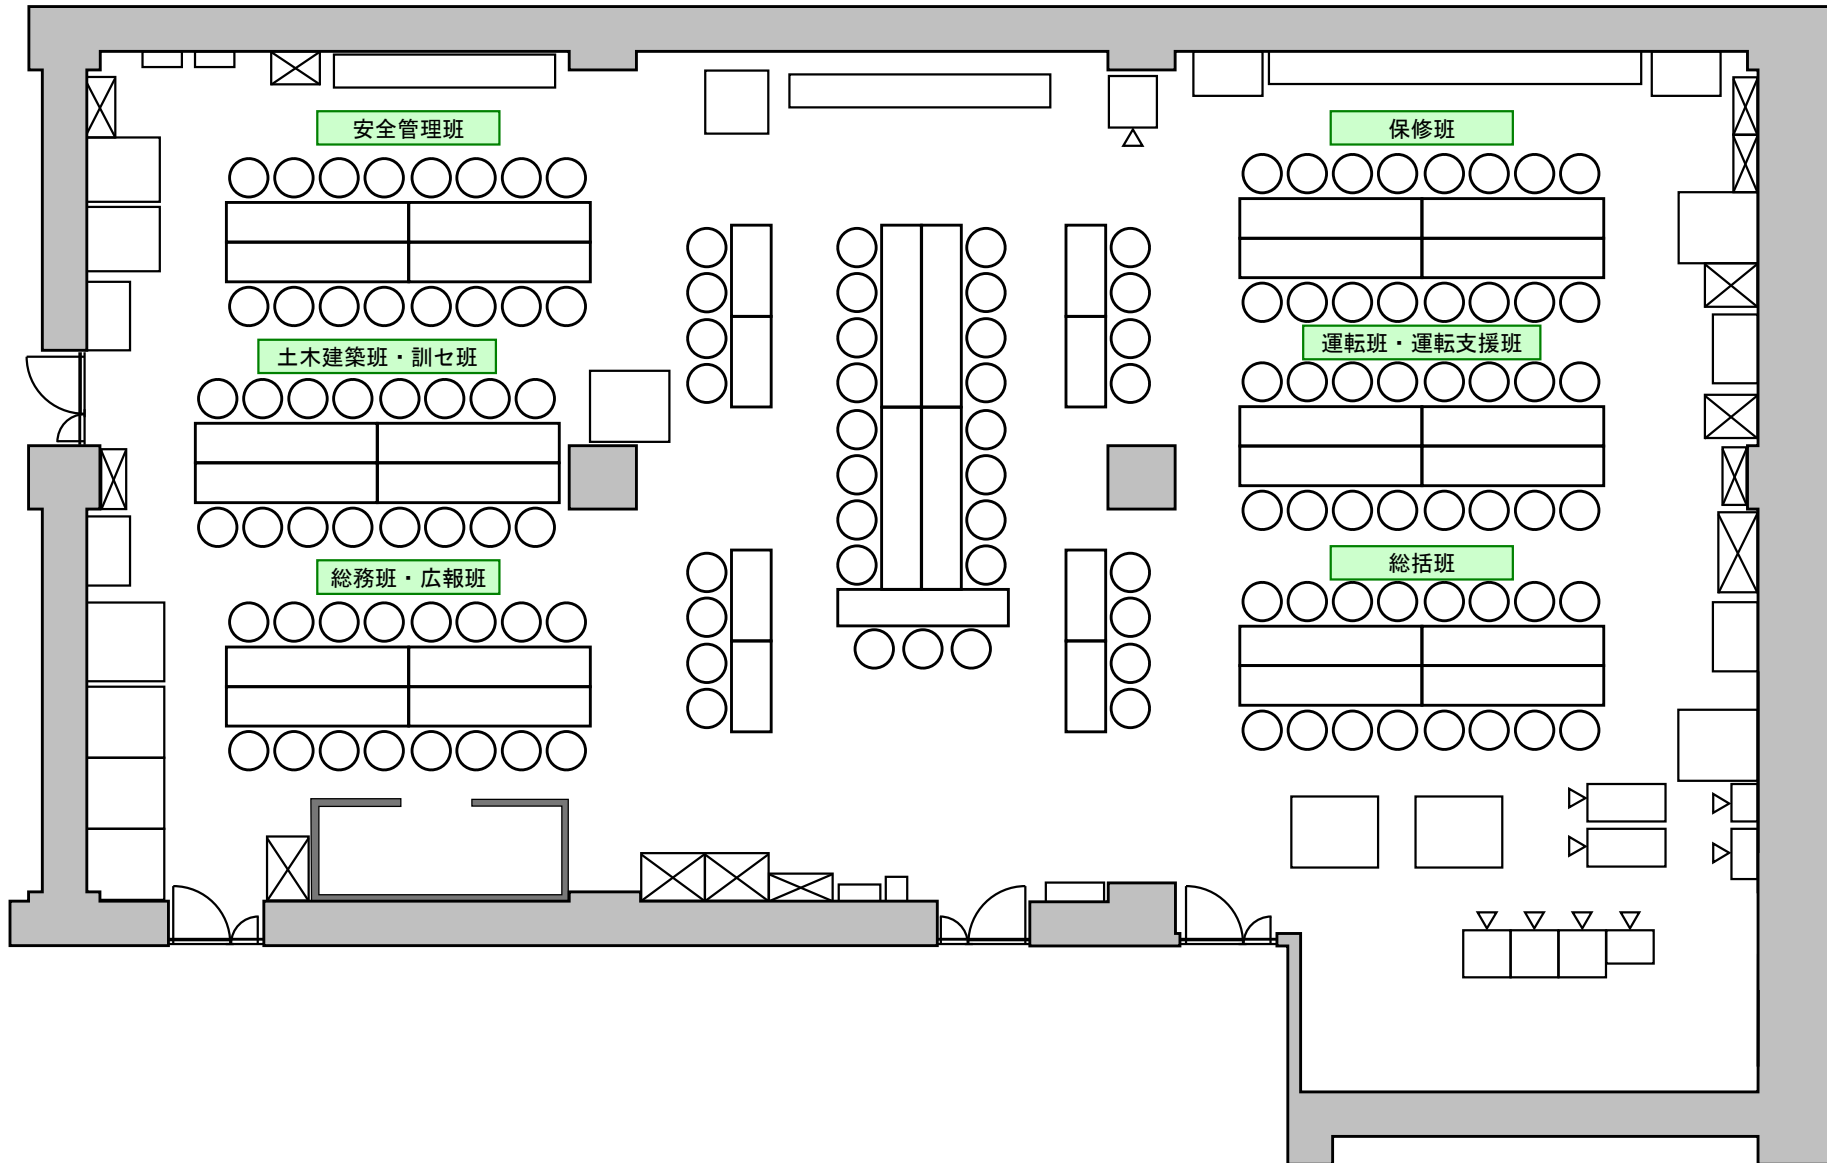 安全管理班
保修班
土木建築班・訓セ班
運転班・運転支援班
総務班・広報班
総括班